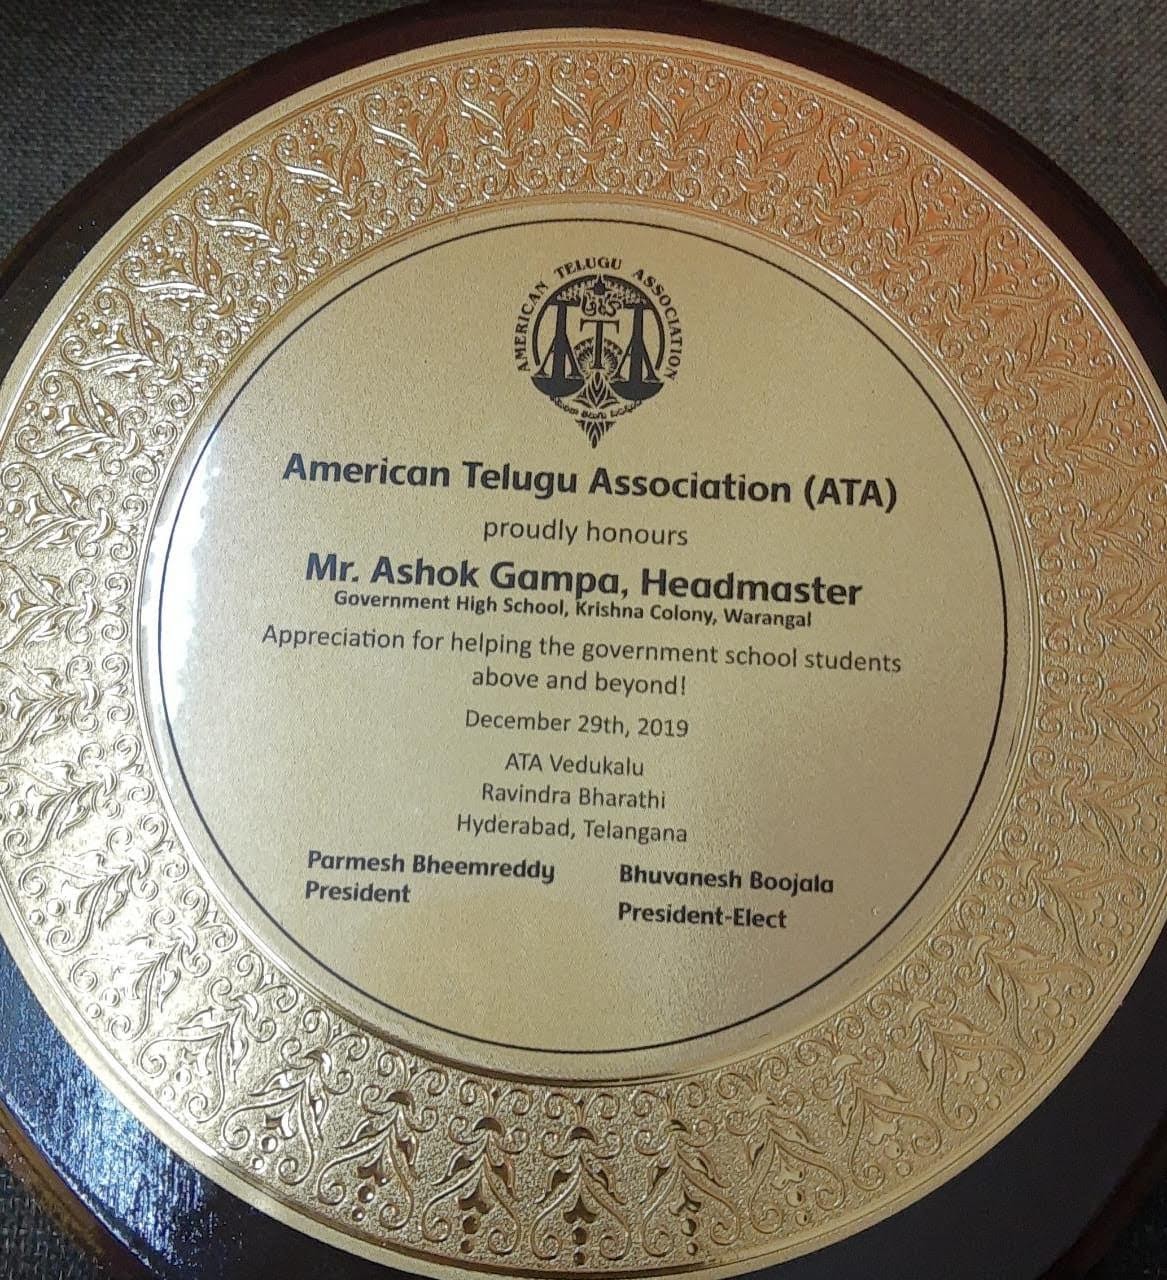 AMERICAN TELUGU ASSOCIATION
ATA
American Telugu Association (ATA)
proudly honours
Mr. Ashok Gampa, Headmaster
Government High School, Krishna Colony, Warangal
Appreciation for helping the government school students
above and beyond!
December 29th, 2019
ATA Vedukalu
Ravindra Bharathi
Hyderabad, Telangana
Parmesh Bheemreddy
President
Bhuvanesh Boojala
President-Elect